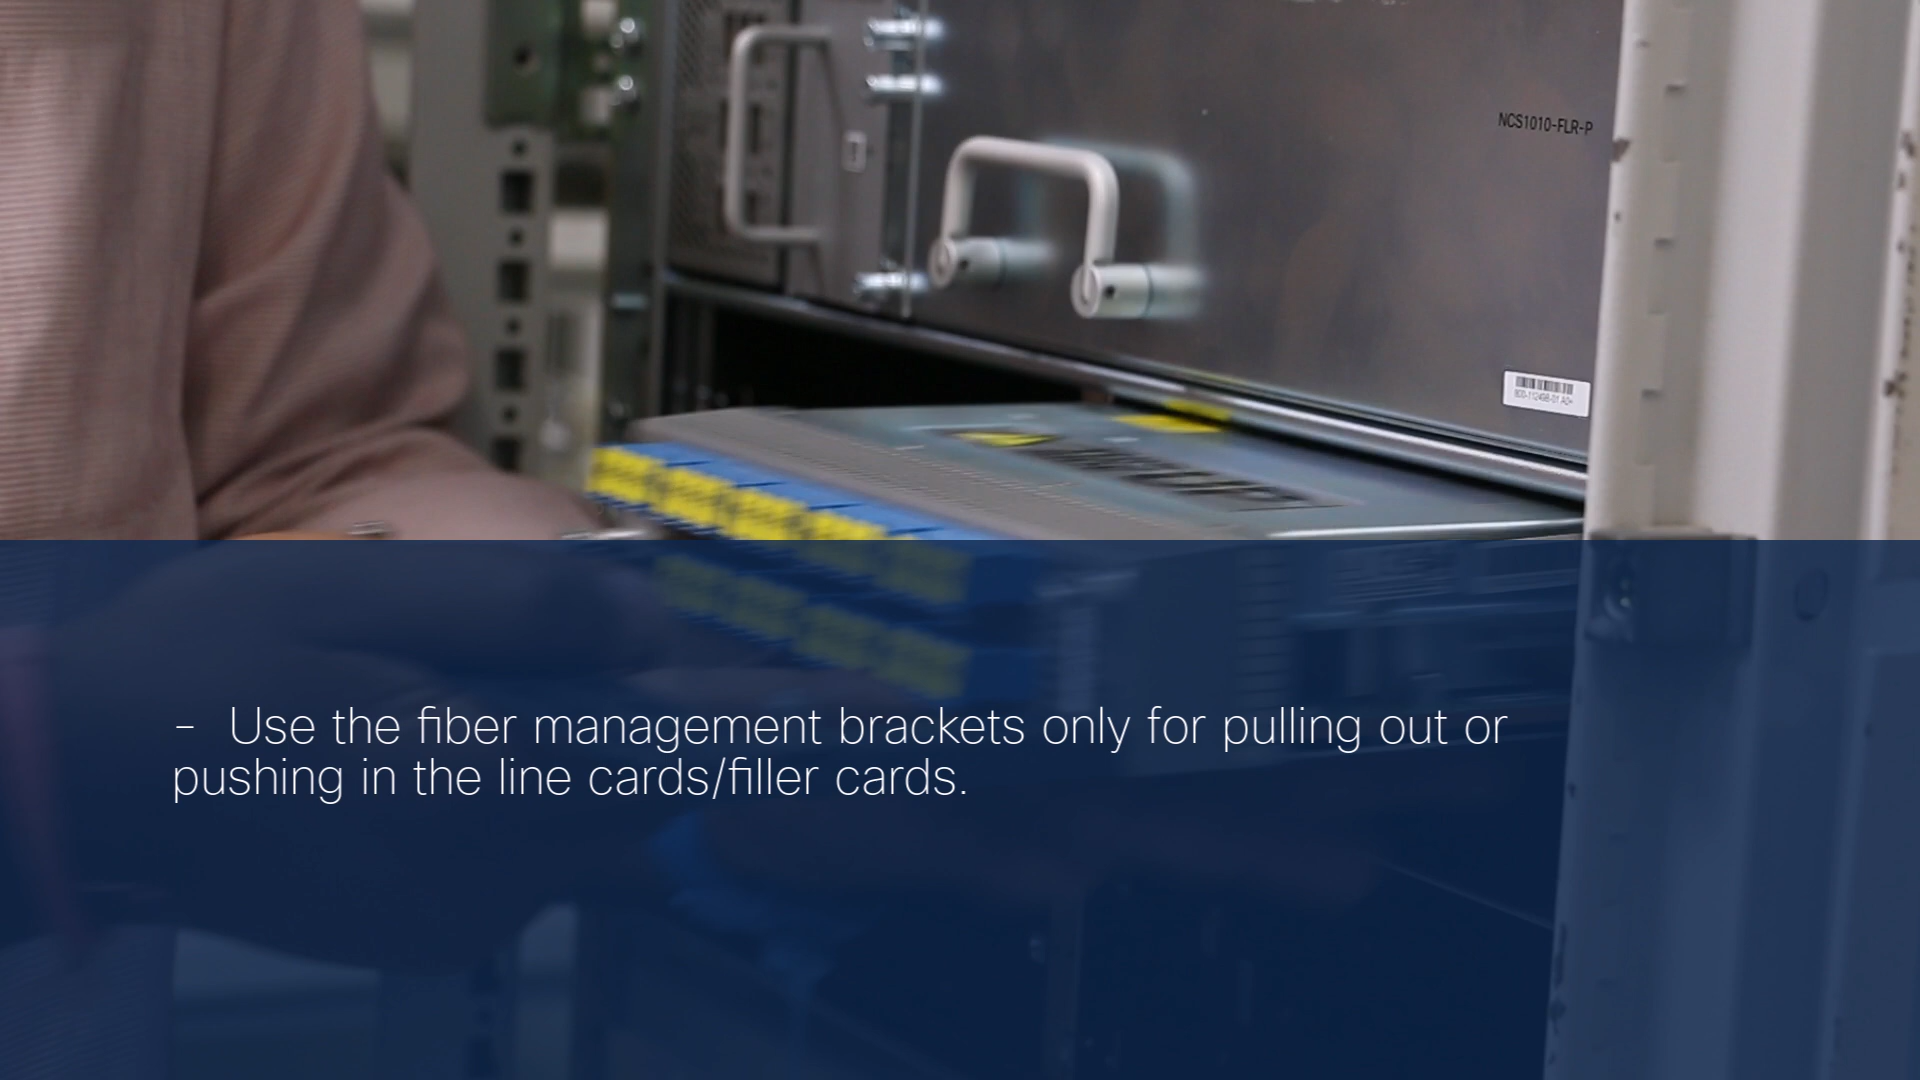 NCS1010-FLR-P
- Use the fiber management brackets only for pulling out or
pushing in the line cards/filler cards.